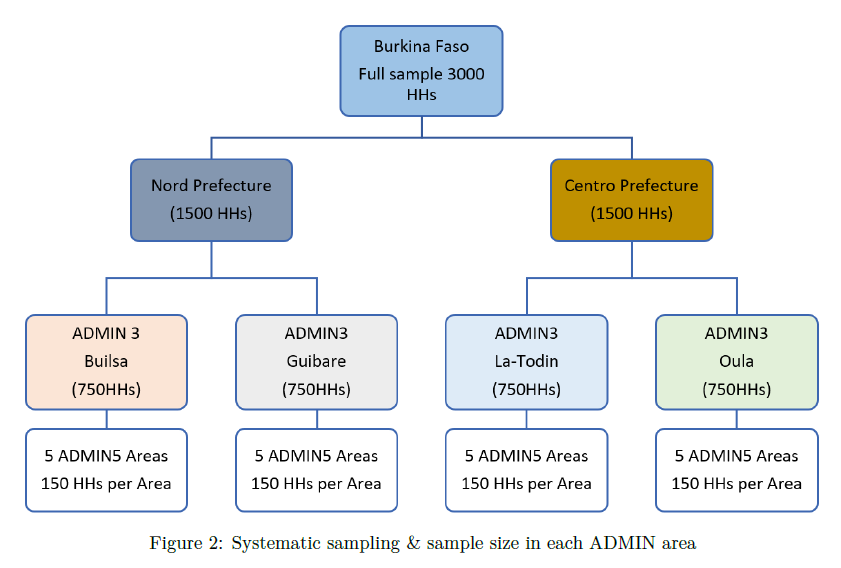 Burkina Faso
Full sample 3000
HHs
Nord Prefecture
(1500 HHs)
Centro Prefecture
(1500 HHs)
ADMIN 3
Builsa
(750HHs)
ADMIN3
Guibare
(750HHs)
ADMIN3
La-Todin
(750HHs)
ADMIN3
Oula
(750HHs)
5 ADMIN5 Areas
150 HHs per Area
5 ADMIN5 Areas
150 HHs per Area
5 ADMIN5 Areas
150 HHs per Area
5 ADMIN5 Areas
150 HHs per Area
Figure 2: Systematic sampling & sample size in each ADMIN area